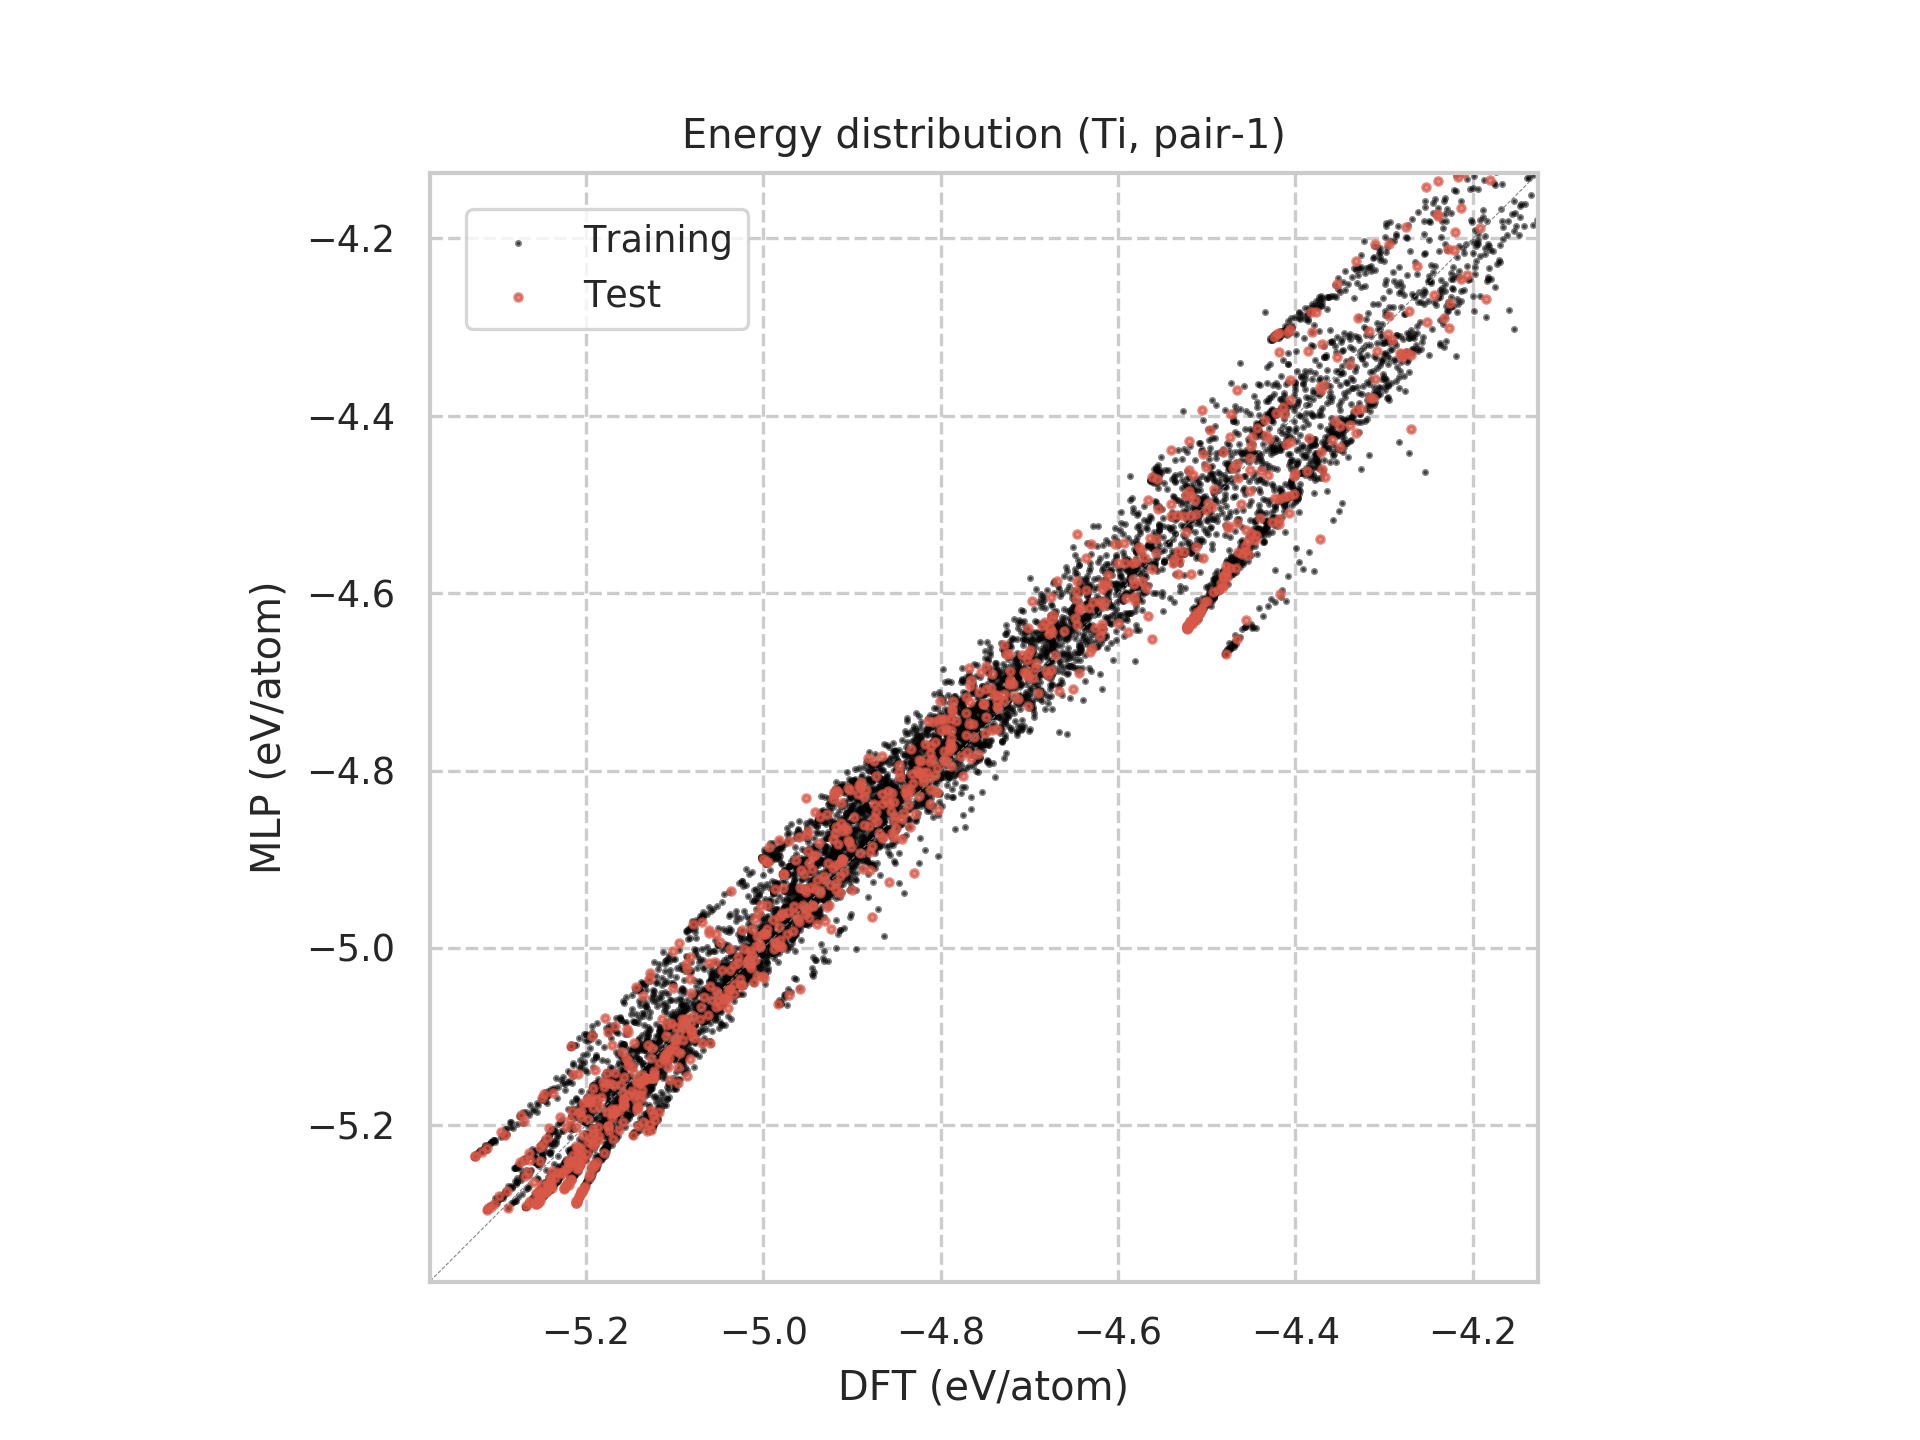 Energy distribution (Ti, pair-1)
Training
Test
MLP (eV/atom)
−4.2
−4.4
−4.6
−4.8
−5.0
−5.2
−5.2 −5.0 −4.8 −4.6 −4.4 −4.2
DFT (eV/atom)